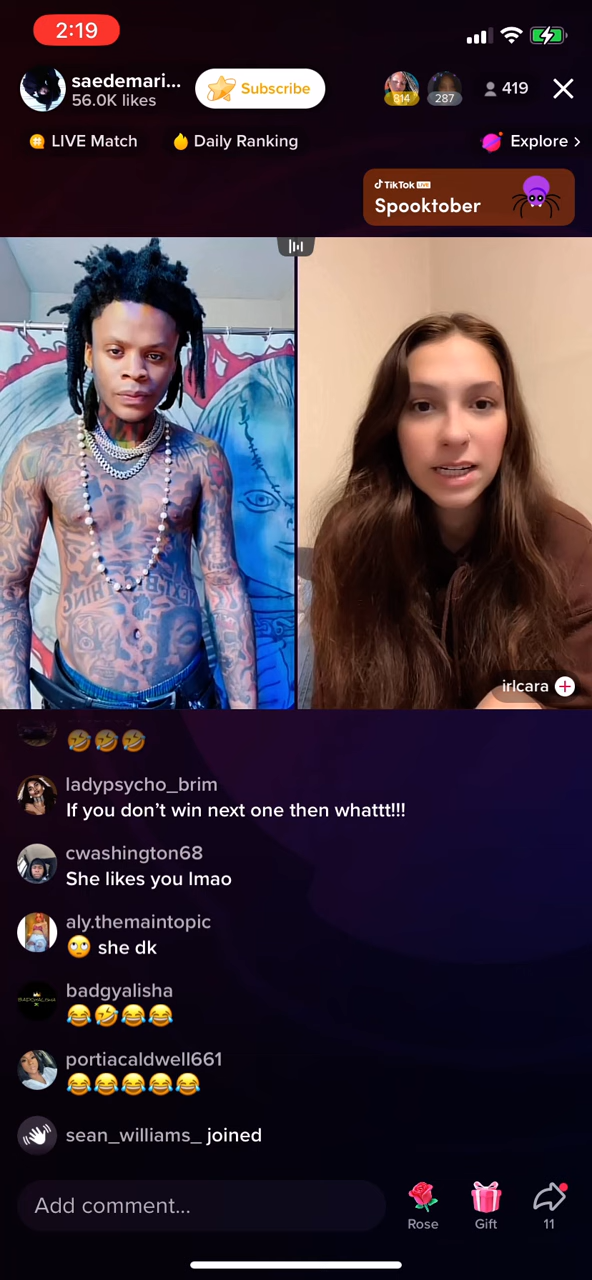 2:19
saedemari...
56.0K likes
Subscribe
614
287
419
LIVE Match
Daily Ranking
Explore >
TikTok LIVE
Spooktober
irlcara
🤣🤣🤣
ladypsycho_brim
If you don’t win next one then whattt!!!
cwashington68
She likes you lmao
aly.themaintopic
🙄 she dk
badgyalisha
😂🤣😂😂
portiacaldwell661
😂😂😂😂😂
sean_williams_ joined
Add comment...
Rose
Gift
11